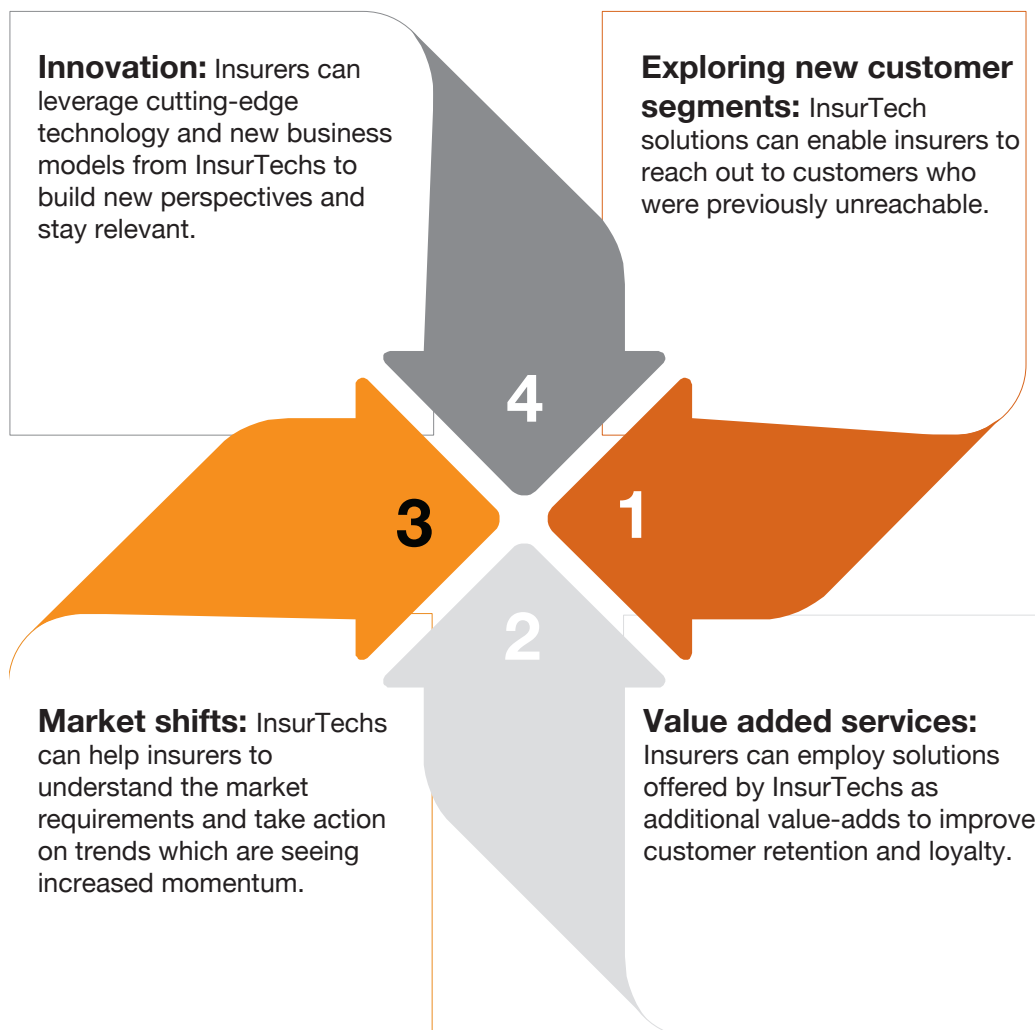 Innovation: Insurers can
leverage cutting-edge
technology and new business
models from InsurTechs to
build new perspectives and
stay relevant.
Exploring new customer
segments: InsurTech
solutions can enable insurers to
reach out to customers who
were previously unreachable.
4
3
1
2
Market shifts: InsurTechs
can help insurers to
understand the market
requirements and take action
on trends which are seeing
increased momentum.
Value added services:
Insurers can employ solutions
offered by InsurTechs as
additional value-adds to improve
customer retention and loyalty.